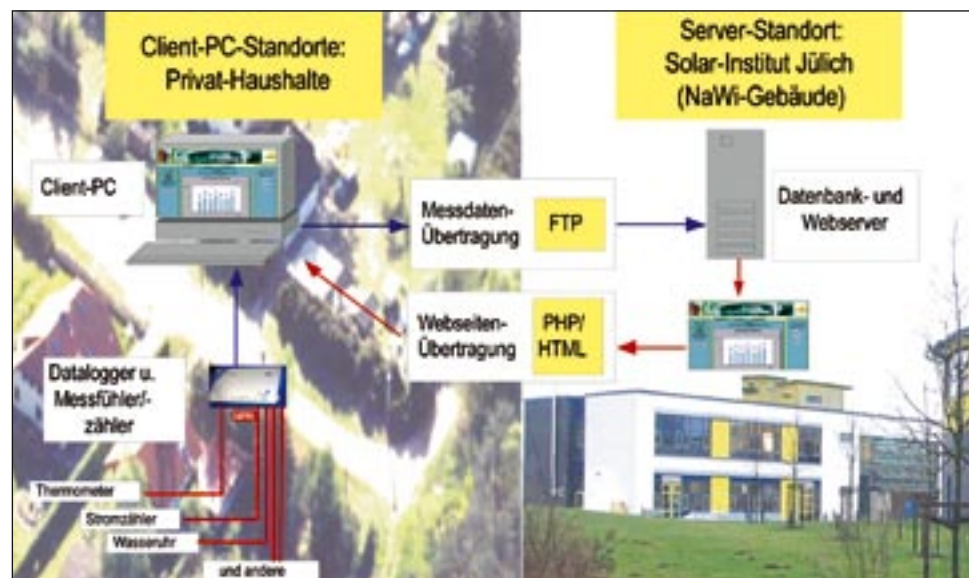 Client-PC-Standorte:
Privat-Haushalte
Server-Standort:
Solar-Institut Jülich
(NaWi-Gebäude)
Client-PC
Messdaten-
Übertragung
FTP
Datenbank- und
Webserver
Webseiten-
Übertragung
PHP/
HTML
Datalogger u.
Messfühler/-
zähler
Thermometer
Stromzähler
Wasseruhr
und andere